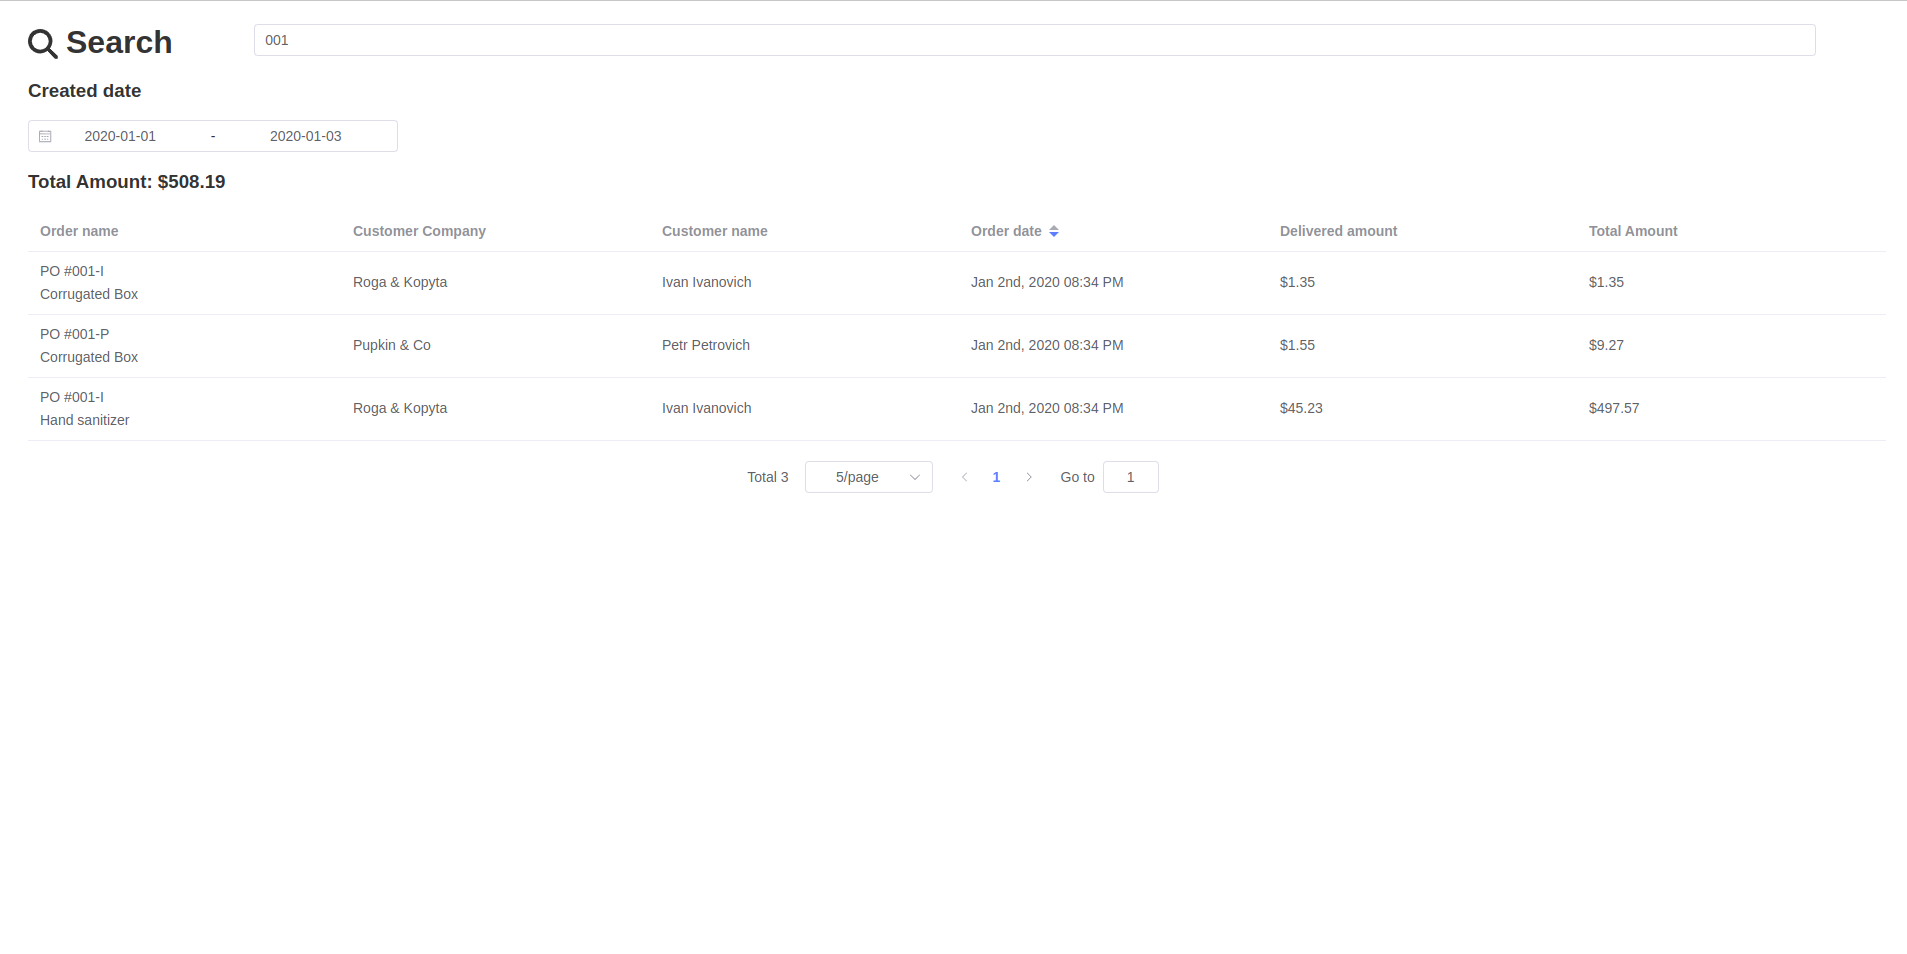 Search
001
Created date
2020-01-01 - 2020-01-03
Total Amount: $508.19
Order name Customer Company Customer name Order date Delivered amount Total Amount
PO #001-I
Corrugated Box Roga & Kopyta Ivan Ivanovich Jan 2nd, 2020 08:34 PM $1.35 $1.35
PO #001-P
Corrugated Box Pupkin & Co Petr Petrovich Jan 2nd, 2020 08:34 PM $1.55 $9.27
PO #001-I
Hand sanitizer Roga & Kopyta Ivan Ivanovich Jan 2nd, 2020 08:34 PM $45.23 $497.57
Total 3 5/page 1 Go to 1